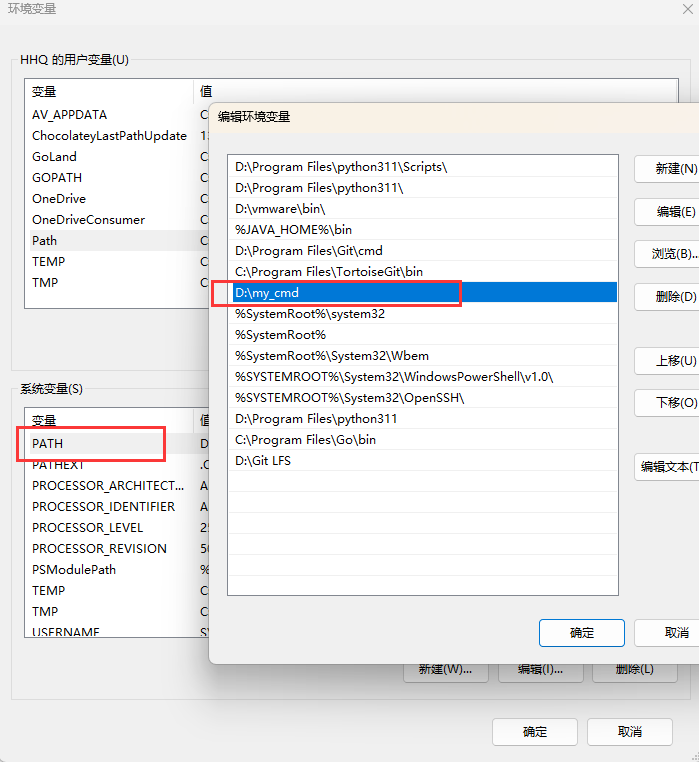 环境变量
HHQ 的用户变量(U)
变量 值
AV_APPDATA C
ChocolateyLastPathUpdate 13
GoLand C
GOPATH C
OneDrive C
OneDriveConsumer C
Path C
TEMP C
TMP C
系统变量(S)
变量 值
PATH D
PATHEXT .C
PROCESSOR_ARCHITECT... A
PROCESSOR_IDENTIFIER A
PROCESSOR_LEVEL 25
PROCESSOR_REVISION 50
PSModulePath %
TEMP C
TMP C
USERNAME
编辑环境变量
D:\Program Files\python311\Scripts\
D:\Program Files\python311\
D:\vmware\bin\
%JAVA_HOME%\bin
D:\Program Files\Git\cmd
C:\Program Files\TortoiseGit\bin
D:\my_cmd
%SystemRoot%\system32
%SystemRoot%
%SystemRoot%\System32\Wbem
%SYSTEMROOT%\System32\WindowsPowerShell\v1.0\
%SYSTEMROOT%\System32\OpenSSH\
D:\Program Files\python311
C:\Program Files\Go\bin
D:\Git LFS
新建(N)
编辑(E)
浏览(B)...
删除(D)
上移(U)
下移(O)
编辑文本(T
确定 取消
新建(W)... 编辑(I)... 删除(L)
确定 取消